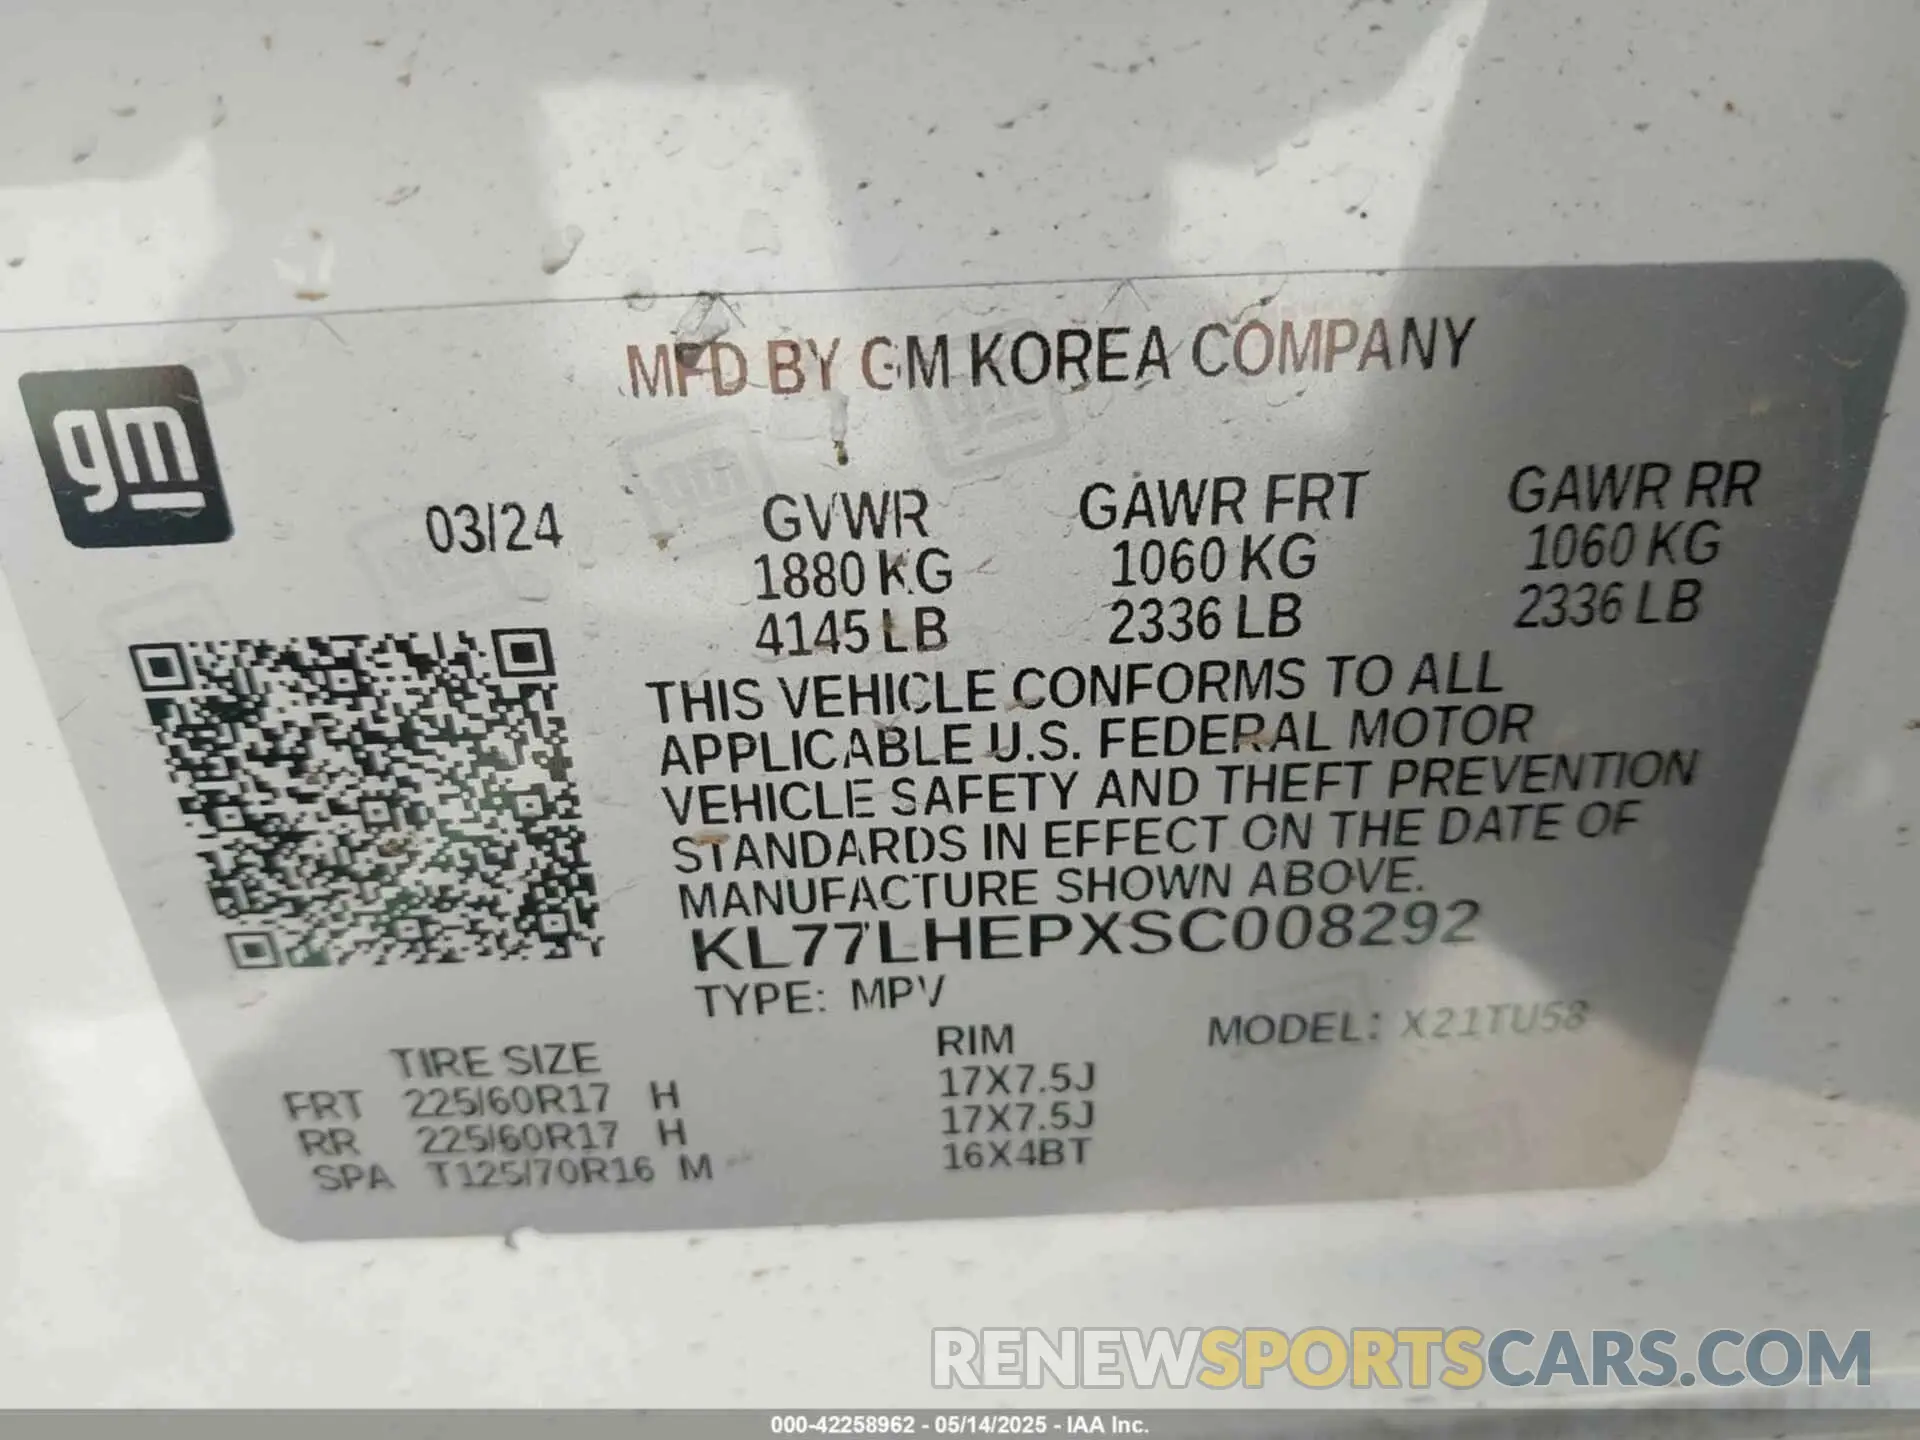 MFD BY GM KOREA COMPANY
gm
03/24
GVWR GAWR FRT GAWR RR
1880 KG 1060 KG 1060 KG
4145 LB 2336 LB 2336 LB
THIS VEHICLE CONFORMS TO ALL
APPLICABLE U.S. FEDERAL MOTOR
VEHICLE SAFETY AND THEFT PREVENTION
STANDARDS IN EFFECT ON THE DATE OF
MANUFACTURE SHOWN ABOVE.
KL77LHEPXSC008292
TYPE: MPV
MODEL: X21TU58
TIRE SIZE RIM
FRT 225/60R17 H 17X7.5J
RR 225/60R17 H 17X7.5J
SPA T125/70R16 M 16X4BT
RENEWSPORTSCARS.COM
000-42258962 - 05/14/2025 - IAA Inc.